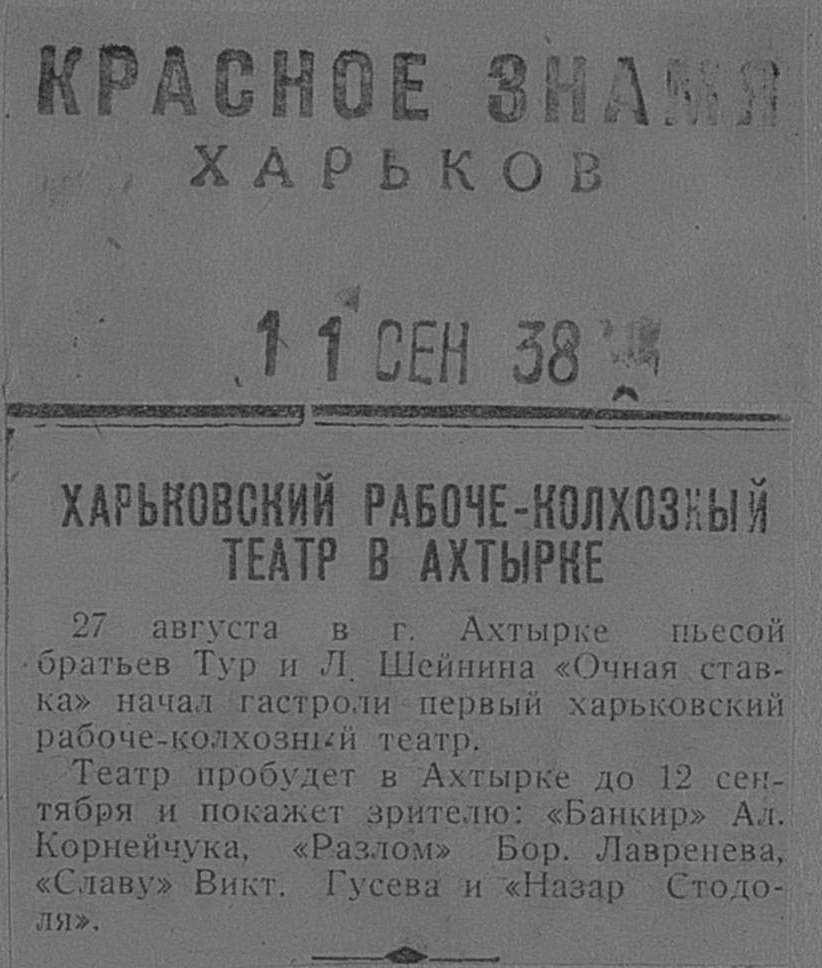 КРАСНОЕ ЗНАМЯ
ХАРЬКОВ
11 СЕН 38
ХАРЬКОВСКИЙ РАБОЧЕ-КОЛХОЗНЫЙ
ТЕАТР В АХТЫРКЕ
27 августа в г. Ахтырке пьесой
братьев Тур и Л. Шейнина «Очная став-
ка» начал гастроли первый харьковский
рабоче-колхозный театр.
Театр пробудет в Ахтырке до 12 сен-
тября и покажет зрителю: «Банкир» Ал.
Корнейчука, «Разлом» Бор. Лавренева,
«Славу» Викт. Гусева и «Назар Стодо-
ля».